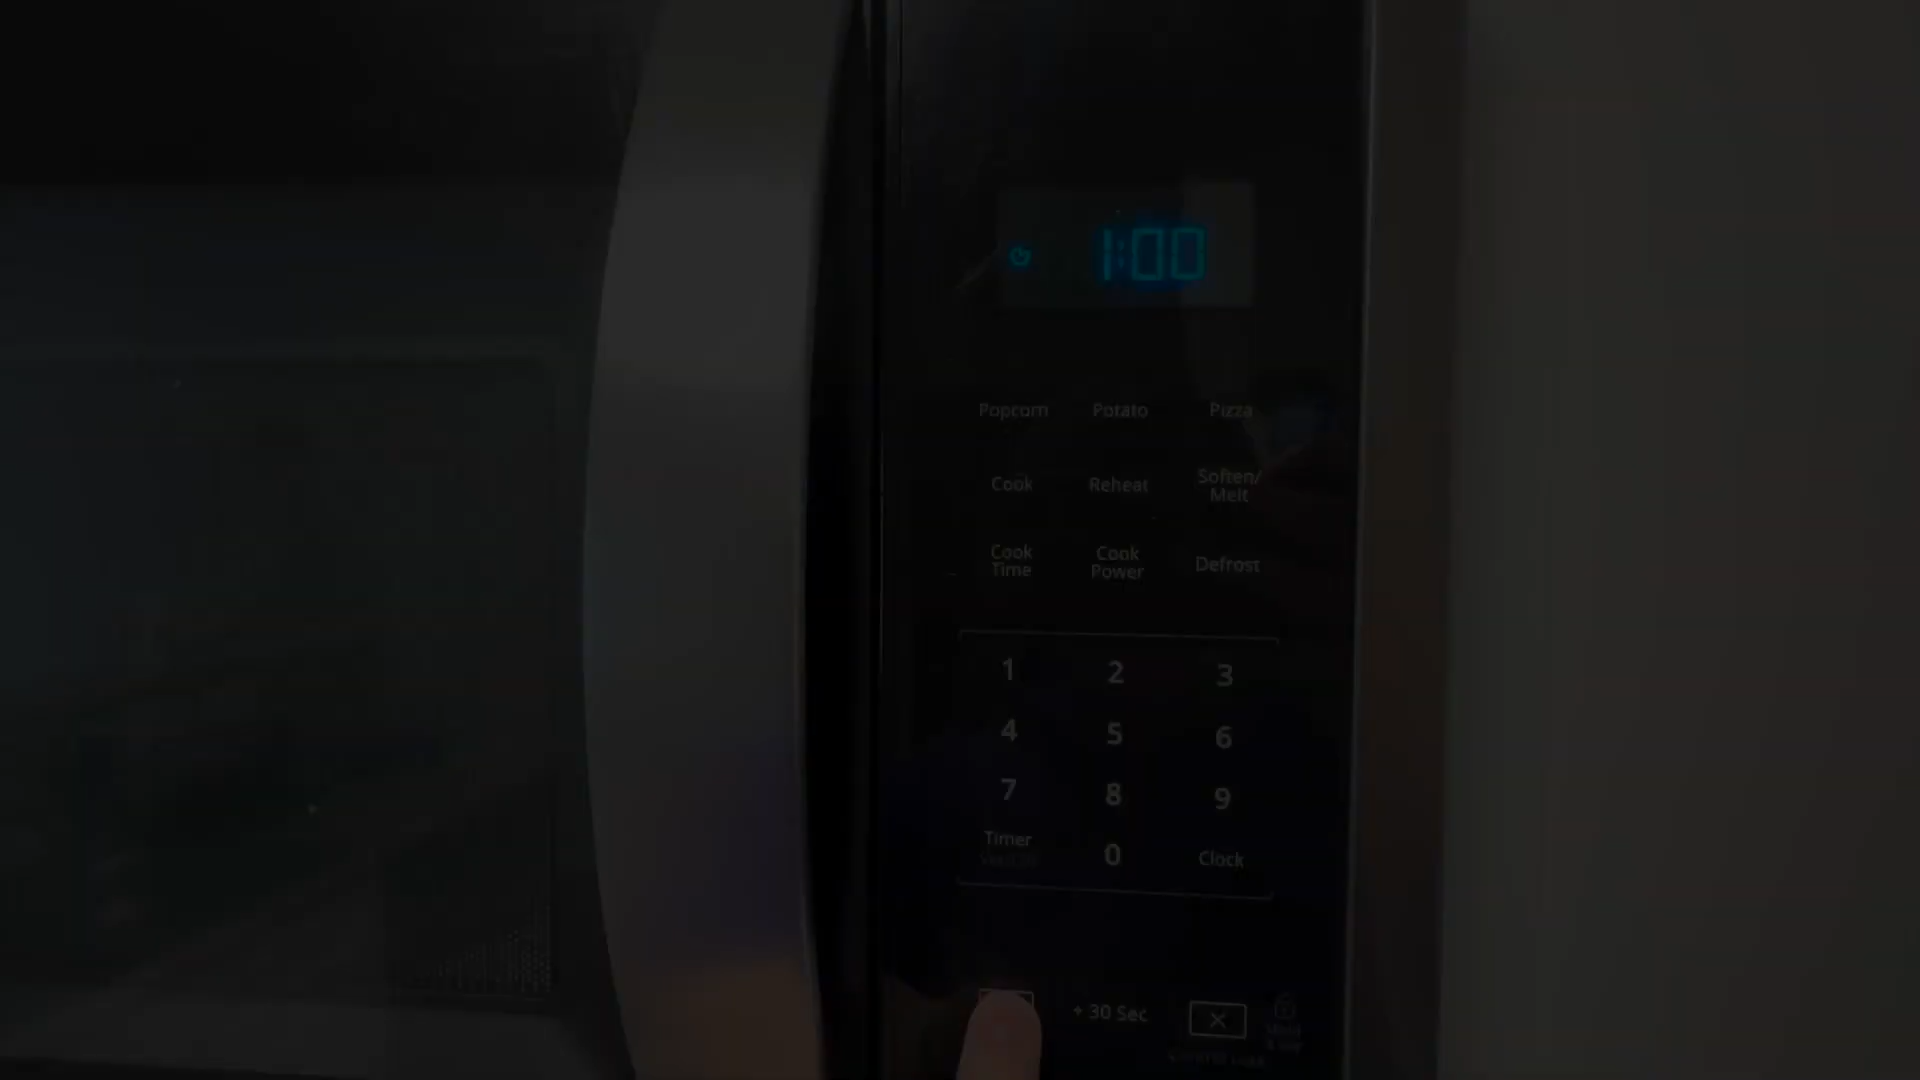 1:00
Popcorn Potato Pizza
Cook Reheat Soften/
Melt
Cook Cook Defrost
Time Power
1 2 3
4 5 6
7 8 9
Timer 0 Clock
+ 30 Sec